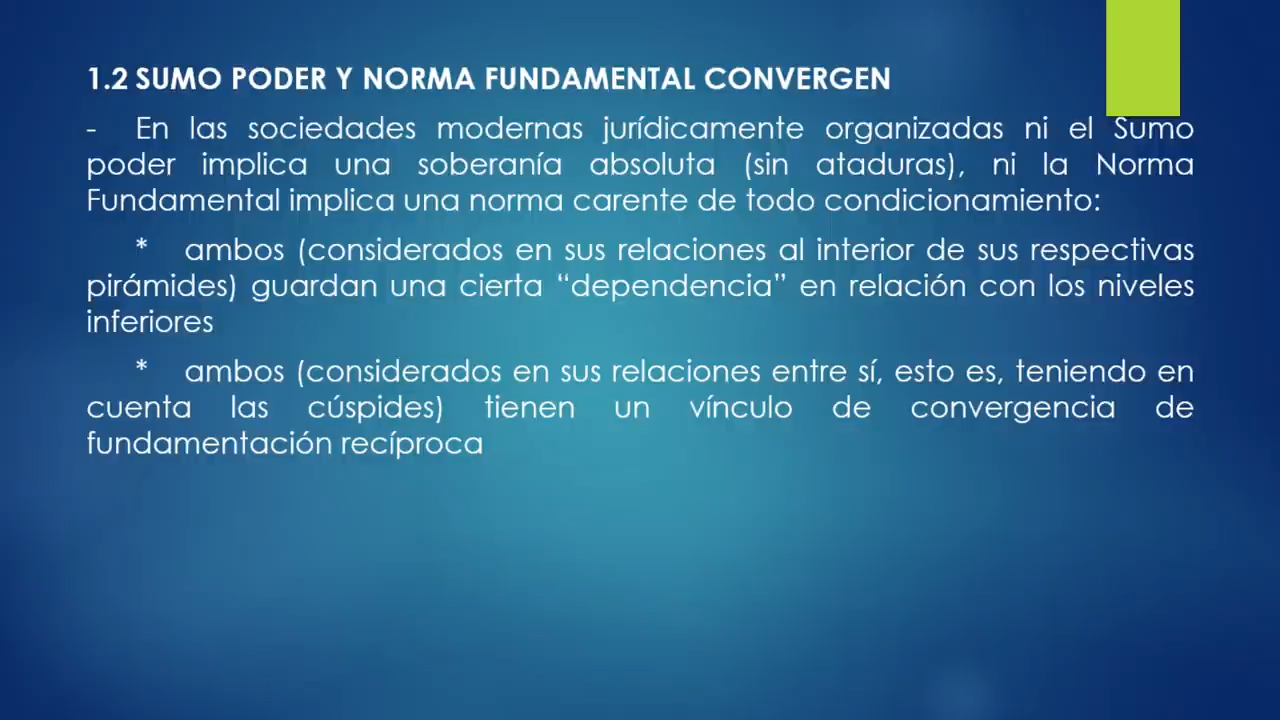 1.2 SUMO PODER Y NORMA FUNDAMENTAL CONVERGEN
- En las sociedades modernas jurídicamente organizadas ni el Sumo
poder implica una soberanía absoluta (sin ataduras), ni la Norma
Fundamental implica una norma carente de todo condicionamiento:
* ambos (considerados en sus relaciones al interior de sus respectivas
pirámides) guardan una cierta “dependencia” en relación con los niveles
inferiores
* ambos (considerados en sus relaciones entre sí, esto es, teniendo en
cuenta las cúspides) tienen un vínculo de convergencia de
fundamentación recíproca